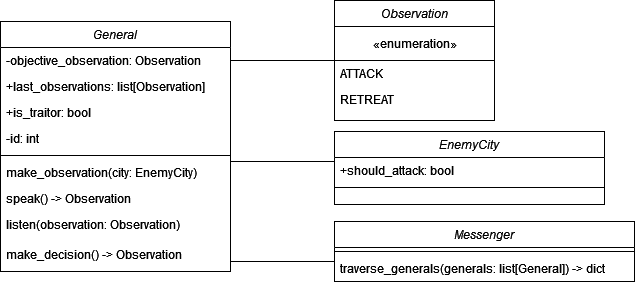 General
-objective_observation: Observation
+last_observations: list[Observation]
+is_traitor: bool
-id: int
make_observation(city: EnemyCity)
speak() -> Observation
listen(observation: Observation)
make_decision() -> Observation
Observation
«enumeration»
ATTACK
RETREAT
EnemyCity
+should_attack: bool
Messenger
traverse_generals(generals: list[General]) -> dict